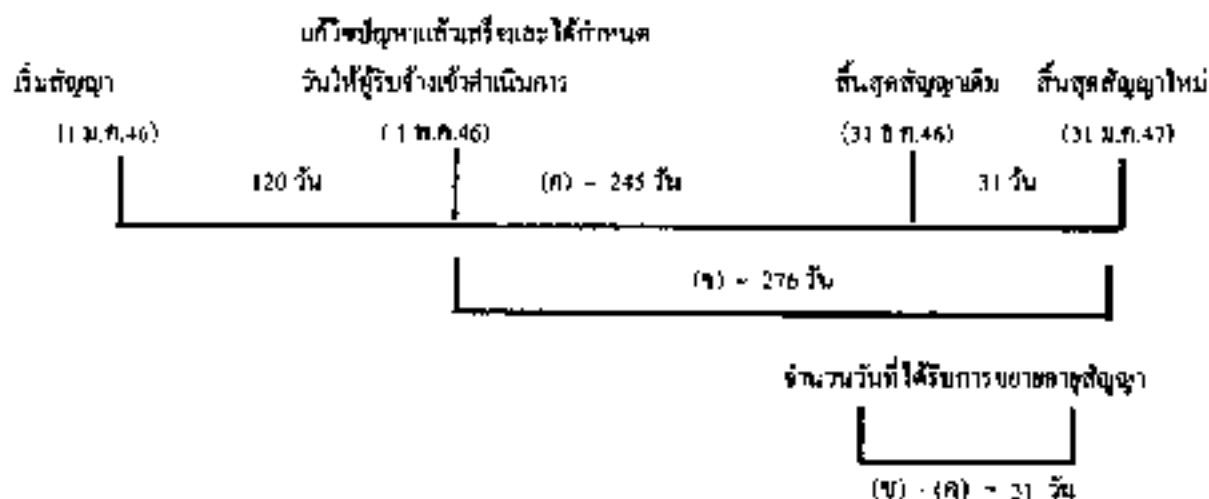 แก้ไขปัญหาแล้วเสร็จและได้กำหนด
เริ่มสัญญา วันให้ผู้รับจ้างเข้าดำเนินการ สิ้นสุดสัญญาเดิม สิ้นสุดสัญญาใหม่
(1 ม.ค.46) (1 พ.ค.46) (31 ธ.ค.46) (31 ม.ค.47)
120 วัน (ค) = 245 วัน 31 วัน
(ข) = 276 วัน
จำนวนวันที่ได้รับการขยายอายุสัญญา
(ข) - (ค) = 31 วัน